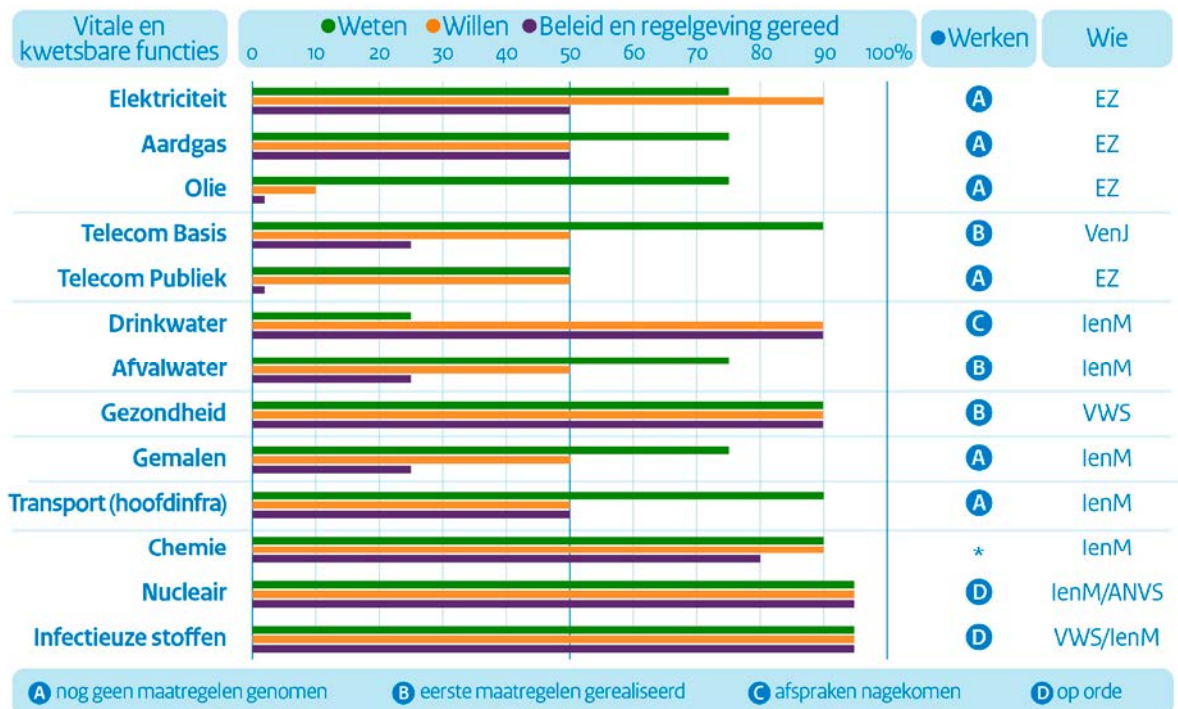 Vitale en
kwetsbare functies
Weten Willen Beleid en regelgeving gereed
0 10 20 30 40 50 60 70 80 90 100%
Werken
Wie
Elektriciteit A EZ
Aardgas A EZ
Olie A EZ
Telecom Basis B VenJ
Telecom Publiek A EZ
Drinkwater C IenM
Afvalwater B IenM
Gezondheid B VWS
Gemalen A IenM
Transport (hoofdinfra) A IenM
Chemie * IenM
Nucleair D IenM/ANVS
Infectieuze stoffen D VWS/IenM
A nog geen maatregelen genomen B eerste maatregelen gerealiseerd C afspraken nagekomen D op orde